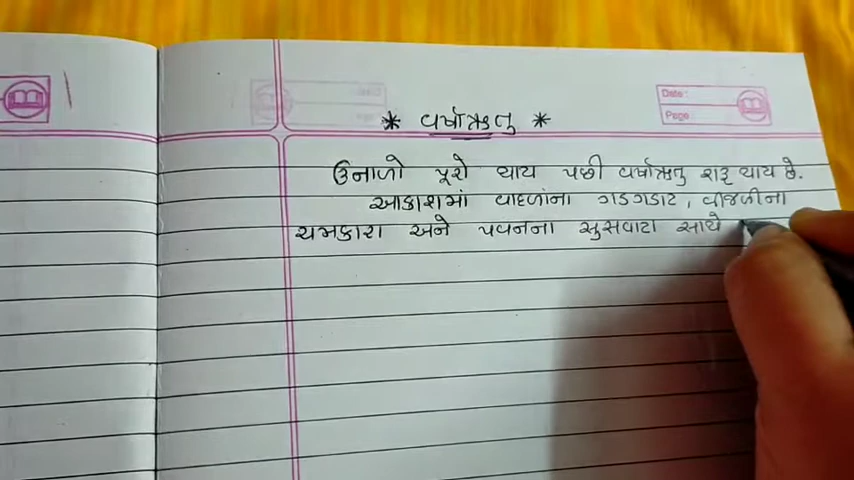 * વર્ષાઋતુ *
Date:
Page:
ઉનાળો પૂરો થાય પછી વર્ષાઋતુ શરૂ થાય છે.
આકાશમાં વાદળાંના ગડગડાટ, વીજળીના
ચમકારા અને પવનના સુસવાટા સાથે